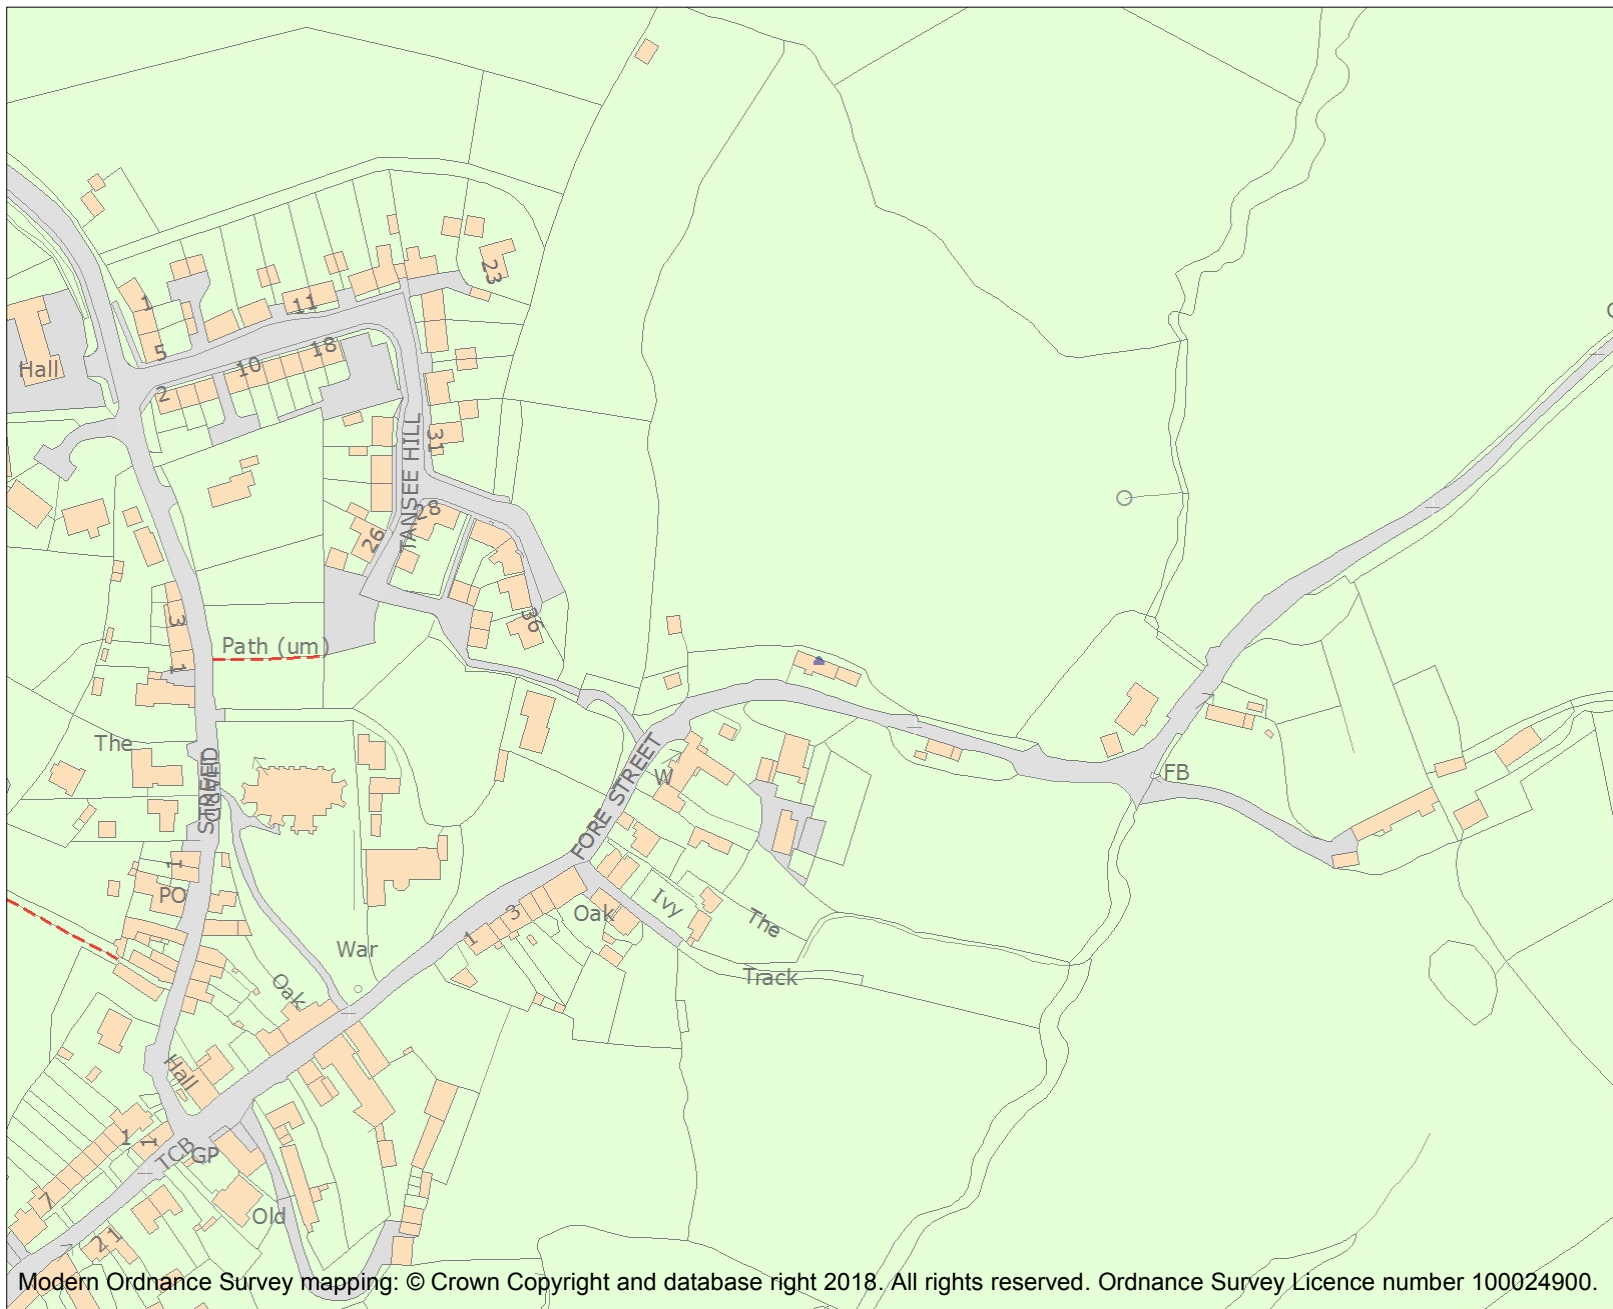 23
1
11
5
18
Hall
10
2
31
TANSEE HILL
28
26
3
36
Path (um)
1
The
STREET
FORE STREET
W
FB
1
PO
3
Oak
Ivy
The
1
War
Track
Oak
Hall
1
1
TCB
GP
7
Old
21
Modern Ordnance Survey mapping: © Crown Copyright and database right 2018. All rights reserved. Ordnance Survey Licence number 100024900.